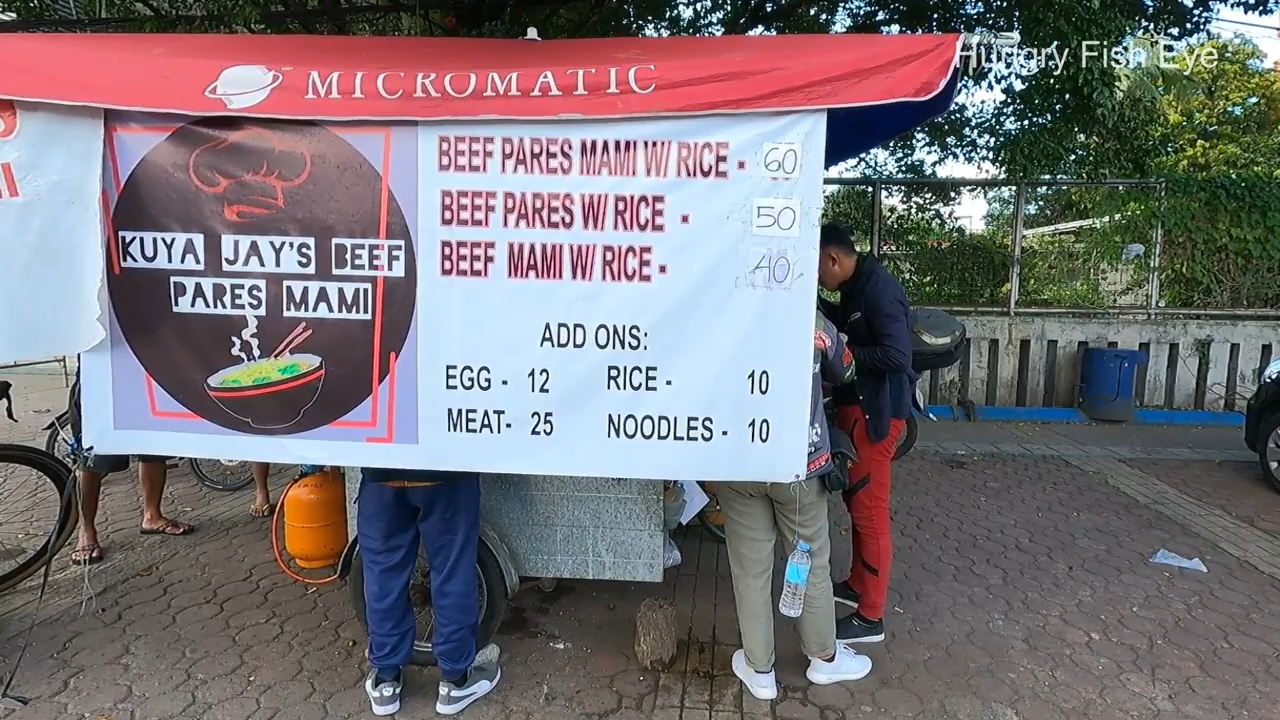 Hungry Fish Eye
MICROMATIC
KUYA JAY'S BEEF
PARES MAMI
BEEF PARES MAMI W/ RICE - 60
BEEF PARES W/ RICE - 50
BEEF MAMI W/ RICE - 40
ADD ONS:
EGG - 12 RICE - 10
MEAT- 25 NOODLES - 10